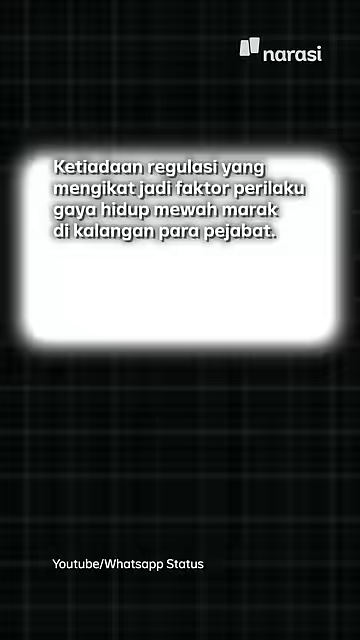 narasi
Ketiadaan regulasi yang
mengikat jadi faktor perilaku
gaya hidup mewah marak
di kalangan para pejabat.
Youtube/Whatsapp Status